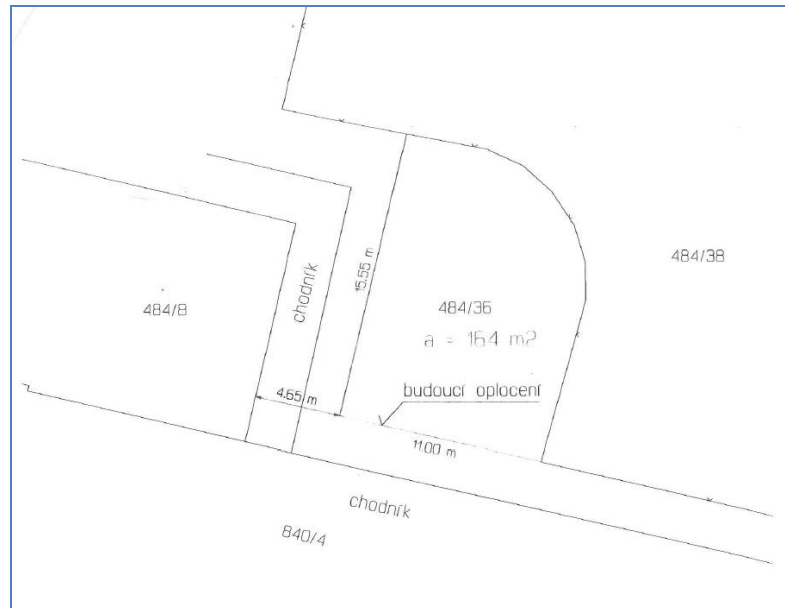 484/38
chodník
15.55 m
484/8
484/36
a = 164 m2
4.65 m
budoucí oplocení
11.00 m
chodník
840/4